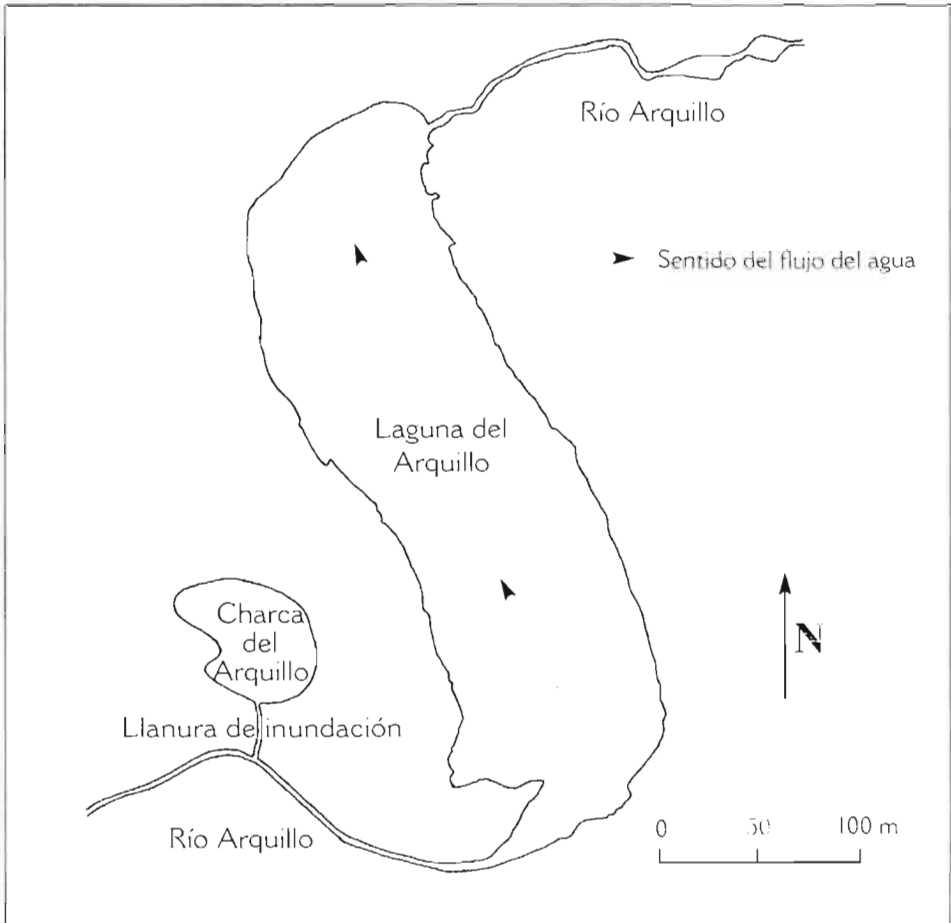 Río Arquillo
Sentido del flujo del agua
Laguna del
Arquillo
Charca
del
Arquillo
N
Llanura de inundación
Río Arquillo
0 50 100 m